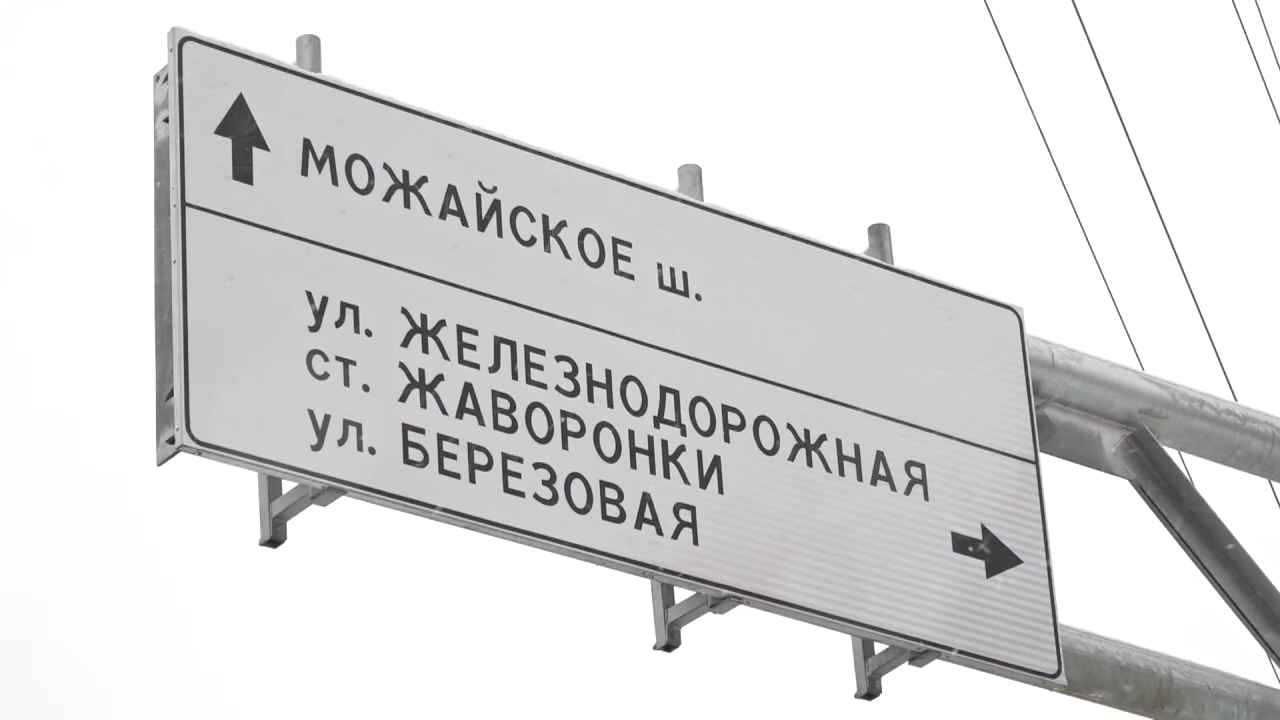 МОЖАЙСКОЕ ш.
ул. ЖЕЛЕЗНОДОРОЖНАЯ
ст. ЖАВОРОНКИ
ул. БЕРЕЗОВАЯ